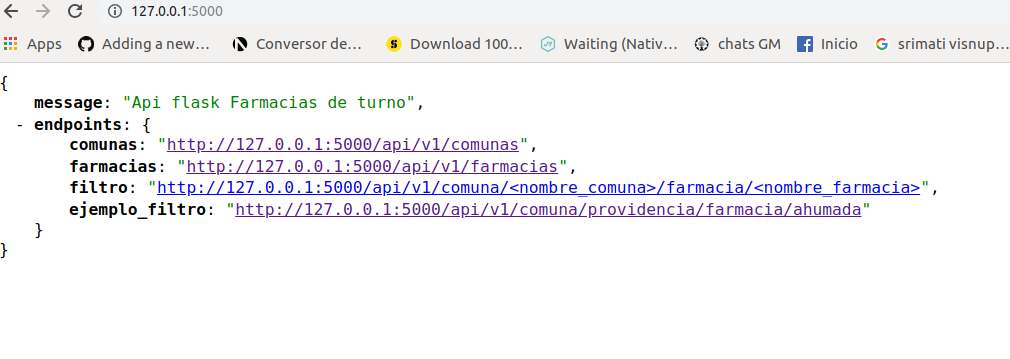 127.0.0.1:5000
Apps Adding a new… Conversor de… Download 100… Waiting (Nativ… chats GM Inicio srimati visnup…
{
message: "Api flask Farmacias de turno",
- endpoints: {
comunas: "http://127.0.0.1:5000/api/v1/comunas",
farmacias: "http://127.0.0.1:5000/api/v1/farmacias",
filtro: "http://127.0.0.1:5000/api/v1/comuna/<nombre_comuna>/farmacia/<nombre_farmacia>",
ejemplo_filtro: "http://127.0.0.1:5000/api/v1/comuna/providencia/farmacia/ahumada"
}
}